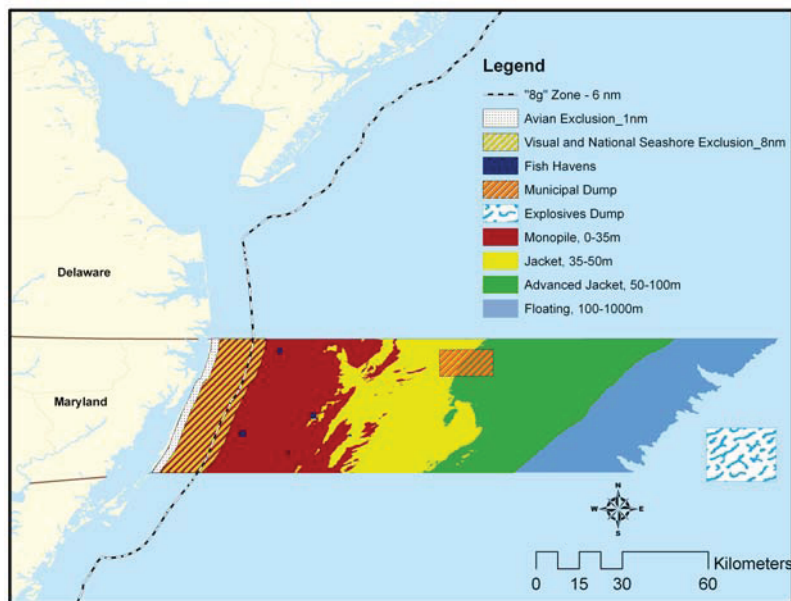 Legend
"8g" Zone - 6 nm
Avian Exclusion_1nm
Visual and National Seashore Exclusion_8nm
Fish Havens
Municipal Dump
Explosives Dump
Monopile, 0-35m
Jacket, 35-50m
Advanced Jacket, 50-100m
Floating, 100-1000m
Delaware
Maryland
N
W E
S
Kilometers
0 15 30 60